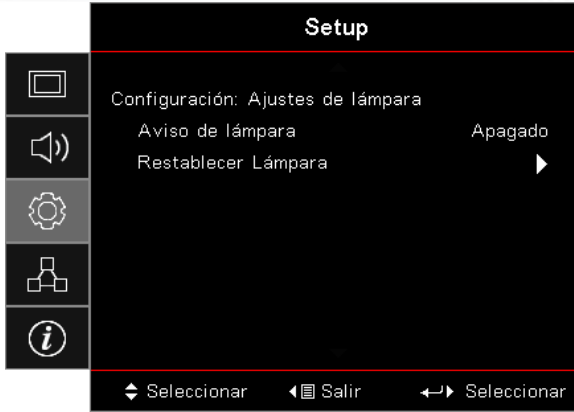 Setup
Configuración: Ajustes de lámpara
Aviso de lámpara Apagado
Restablecer Lámpara
Seleccionar Salir Seleccionar